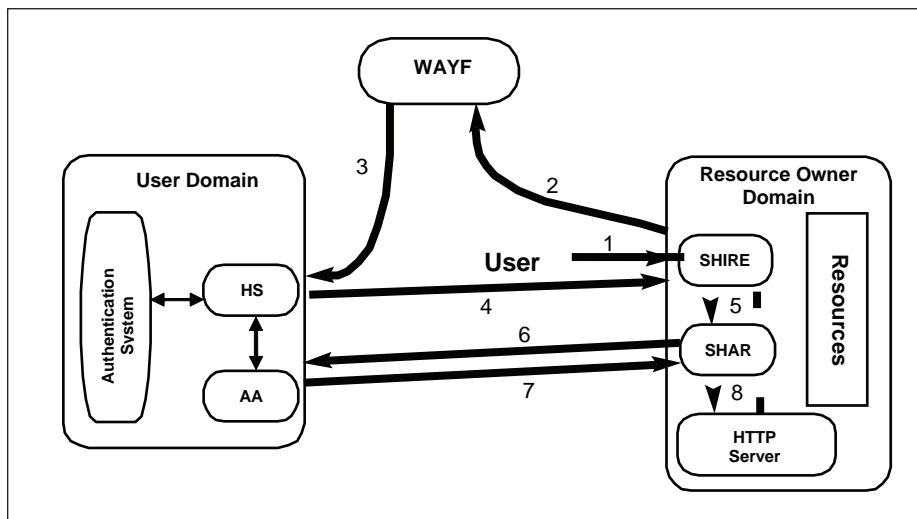 WAYF
3
2
User Domain
Resource Owner
Domain
1
User
SHIRE
HS
4
5
Authentication
System
Resources
6
SHAR
AA
7
8
HTTP
Server